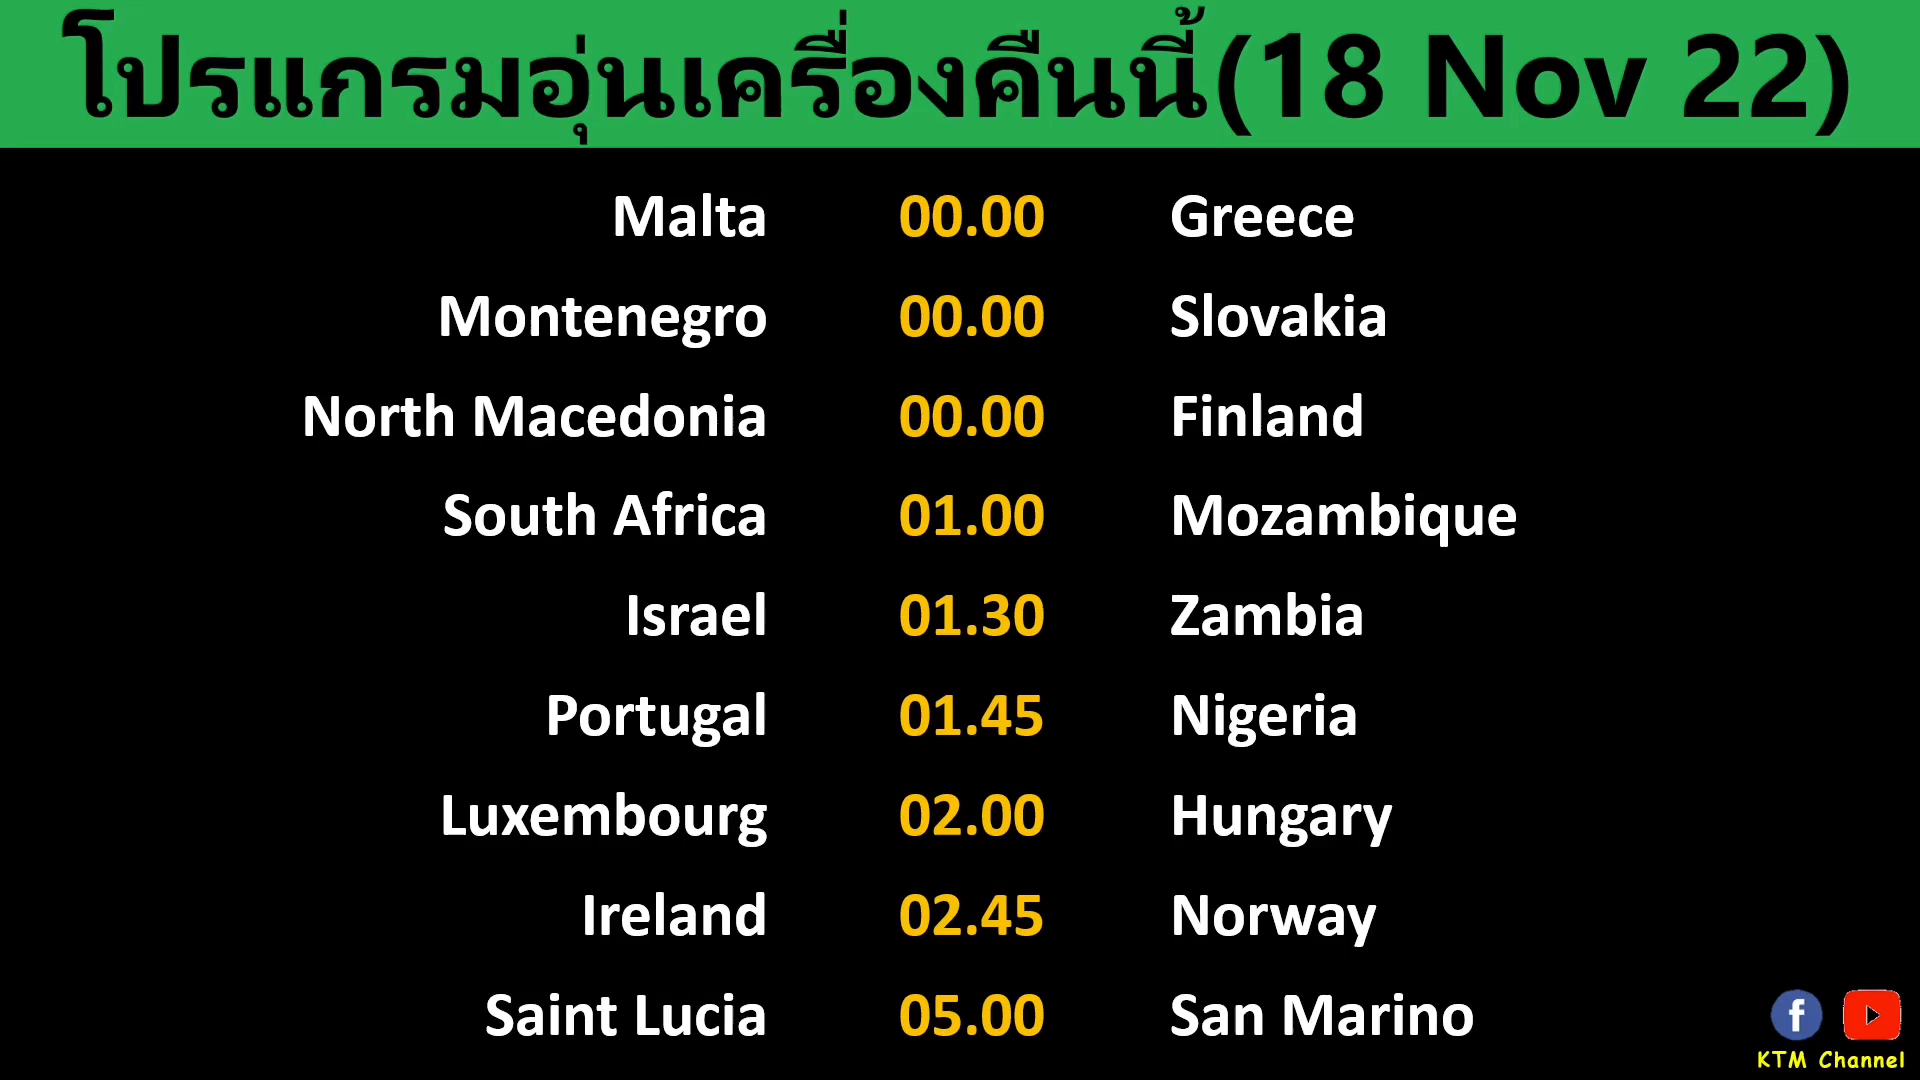 โปรแกรมอุ่นเครื่องคืนนี้(18 Nov 22)
Malta 00.00 Greece
Montenegro 00.00 Slovakia
North Macedonia 00.00 Finland
South Africa 01.00 Mozambique
Israel 01.30 Zambia
Portugal 01.45 Nigeria
Luxembourg 02.00 Hungary
Ireland 02.45 Norway
Saint Lucia 05.00 San Marino
f
KTM Channel